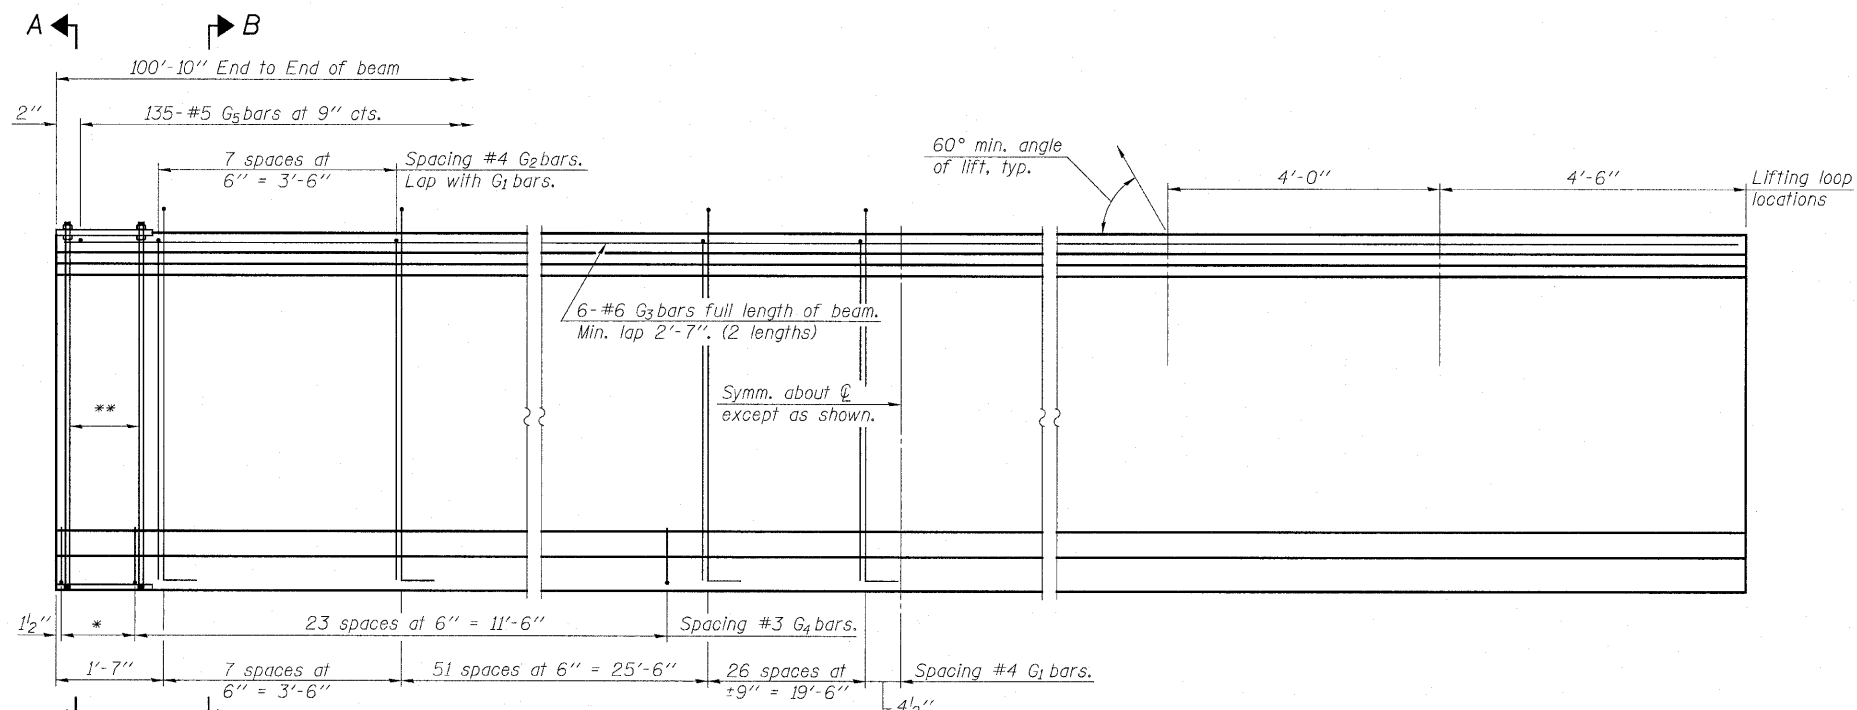 A B
100'-10" End to End of beam
2" 135-#5 G5 bars at 9" cts.
7 spaces at
6" = 3'-6"
Spacing #4 G2 bars.
Lap with G1 bars.
60° min. angle
of lift, typ.
4'-0" 4'-6"
Lifting loop
locations
6-#6 G3 bars full length of beam.
Min. lap 2'-7". (2 lengths)
Symm. about ℄
except as shown.
**
1½" * 23 spaces at 6" = 11'-6" Spacing #3 G4 bars.
1'-7"
7 spaces at
6" = 3'-6"
51 spaces at 6" = 25'-6"
26 spaces at
±9" = 19'-6"
Spacing #4 G1 bars.
4½"